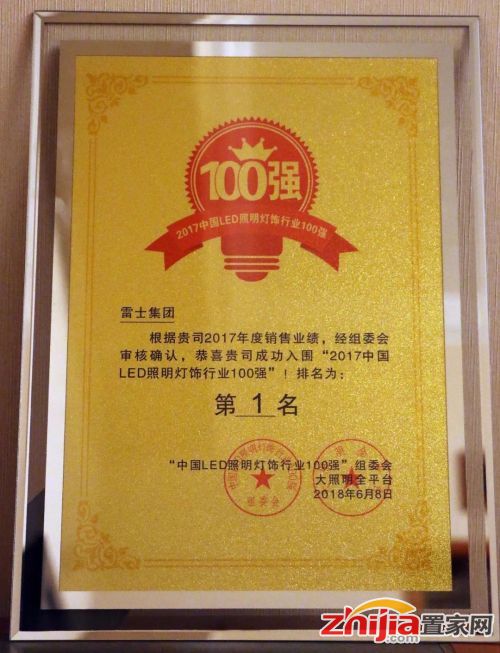 100强
2017中国LED照明灯饰行业100强
雷士集团
根据贵司2017年度销售业绩，经组委会
审核确认，恭喜贵司成功入围“2017中国
LED照明灯饰行业100强”！排名为：
第 1 名
“中国LED照明灯饰行业100强”组委会
大照明全平台
2018年6月8日
组委会
zhijia置家网
.com